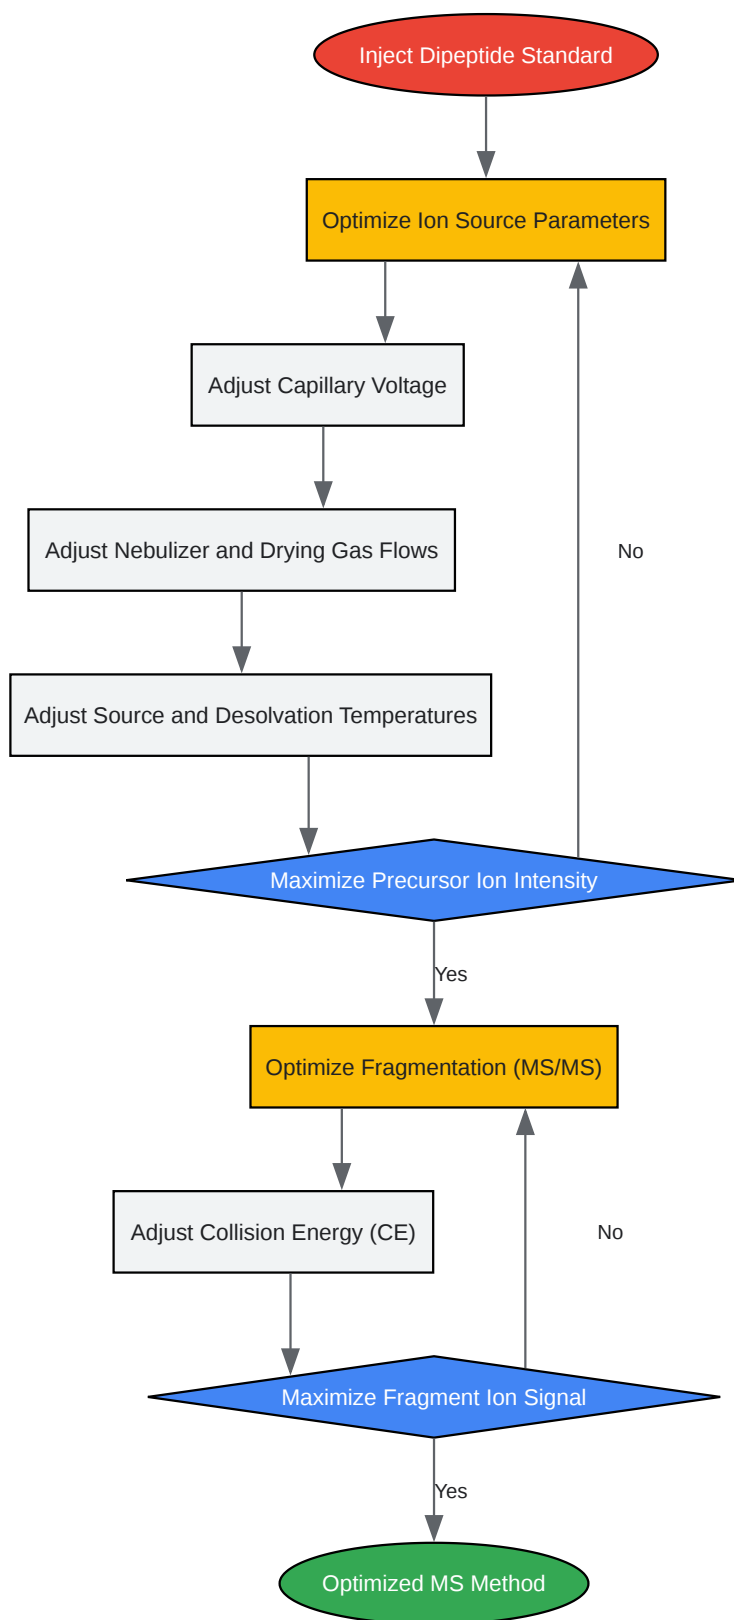 Inject Dipeptide Standard
Optimize Ion Source Parameters
Adjust Capillary Voltage
Adjust Nebulizer and Drying Gas Flows
No
Adjust Source and Desolvation Temperatures
Maximize Precursor Ion Intensity
Yes
Optimize Fragmentation (MS/MS)
Adjust Collision Energy (CE)
No
Maximize Fragment Ion Signal
Yes
Optimized MS Method